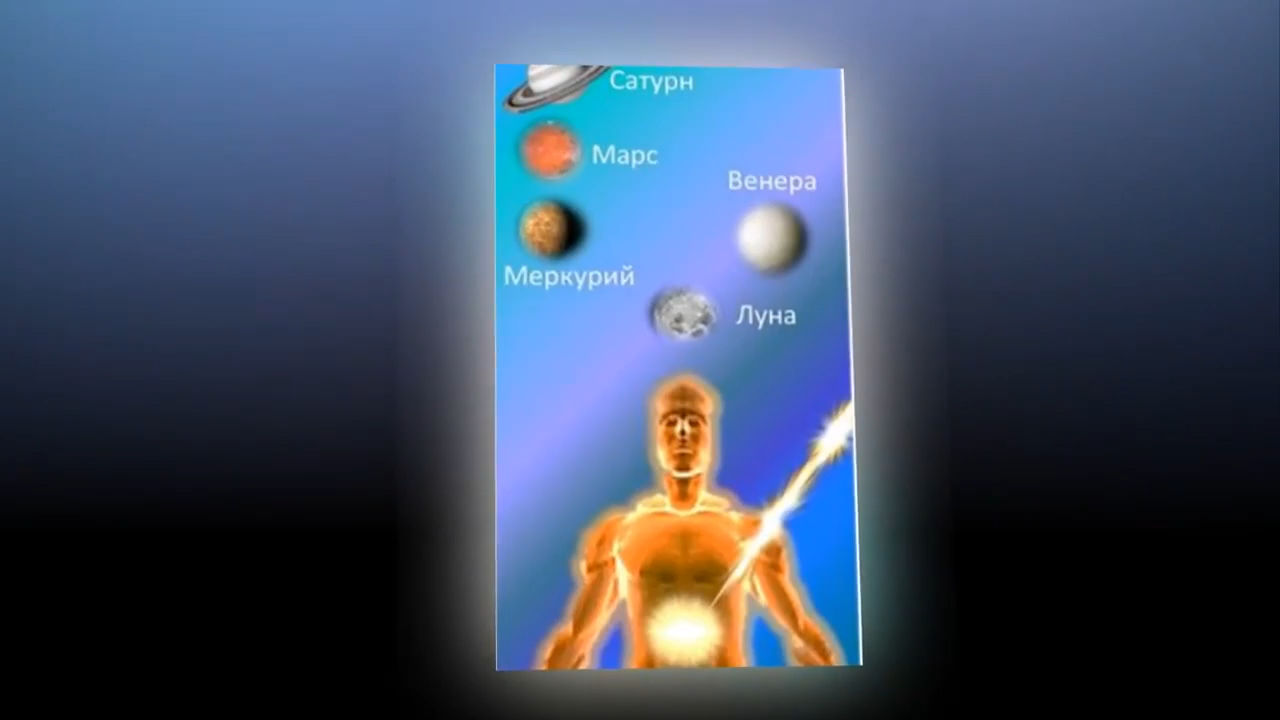 Сатурн
Марс
Венера
Меркурий
Луна